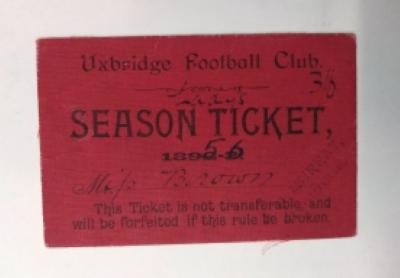 Uxbridge Football Club.
3/6
Lady's
SEASON TICKET,
1895-6
Miss Brown
This Ticket is not transferable, and
will be forfeited if this rule be broken.